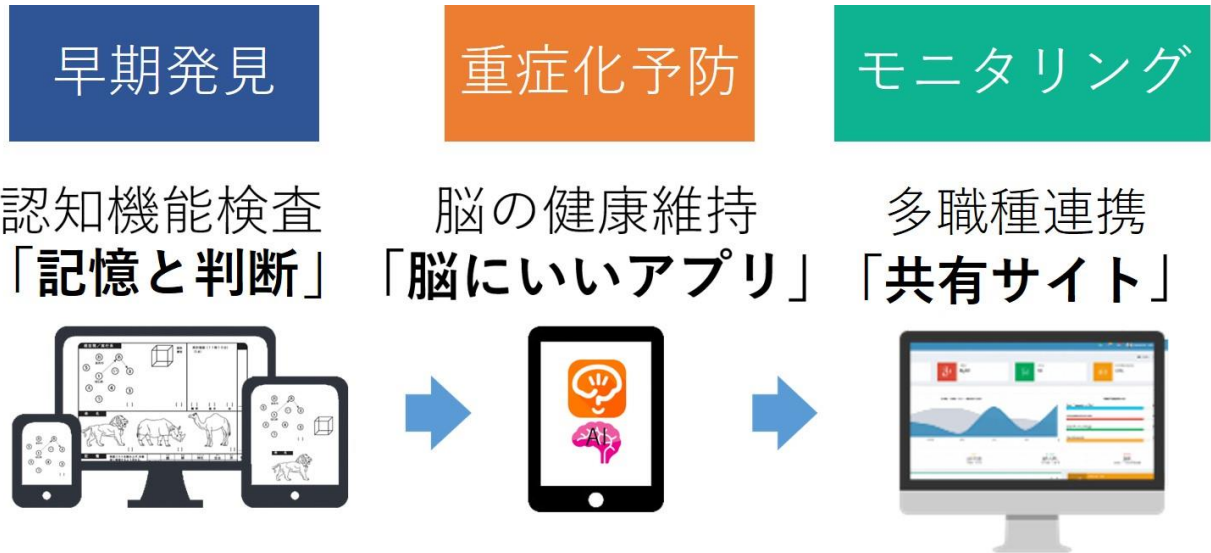 早期発見
重症化予防
モニタリング
認知機能検査
「記憶と判断」
脳の健康維持
「脳にいいアプリ」
多職種連携
「共有サイト」
AI